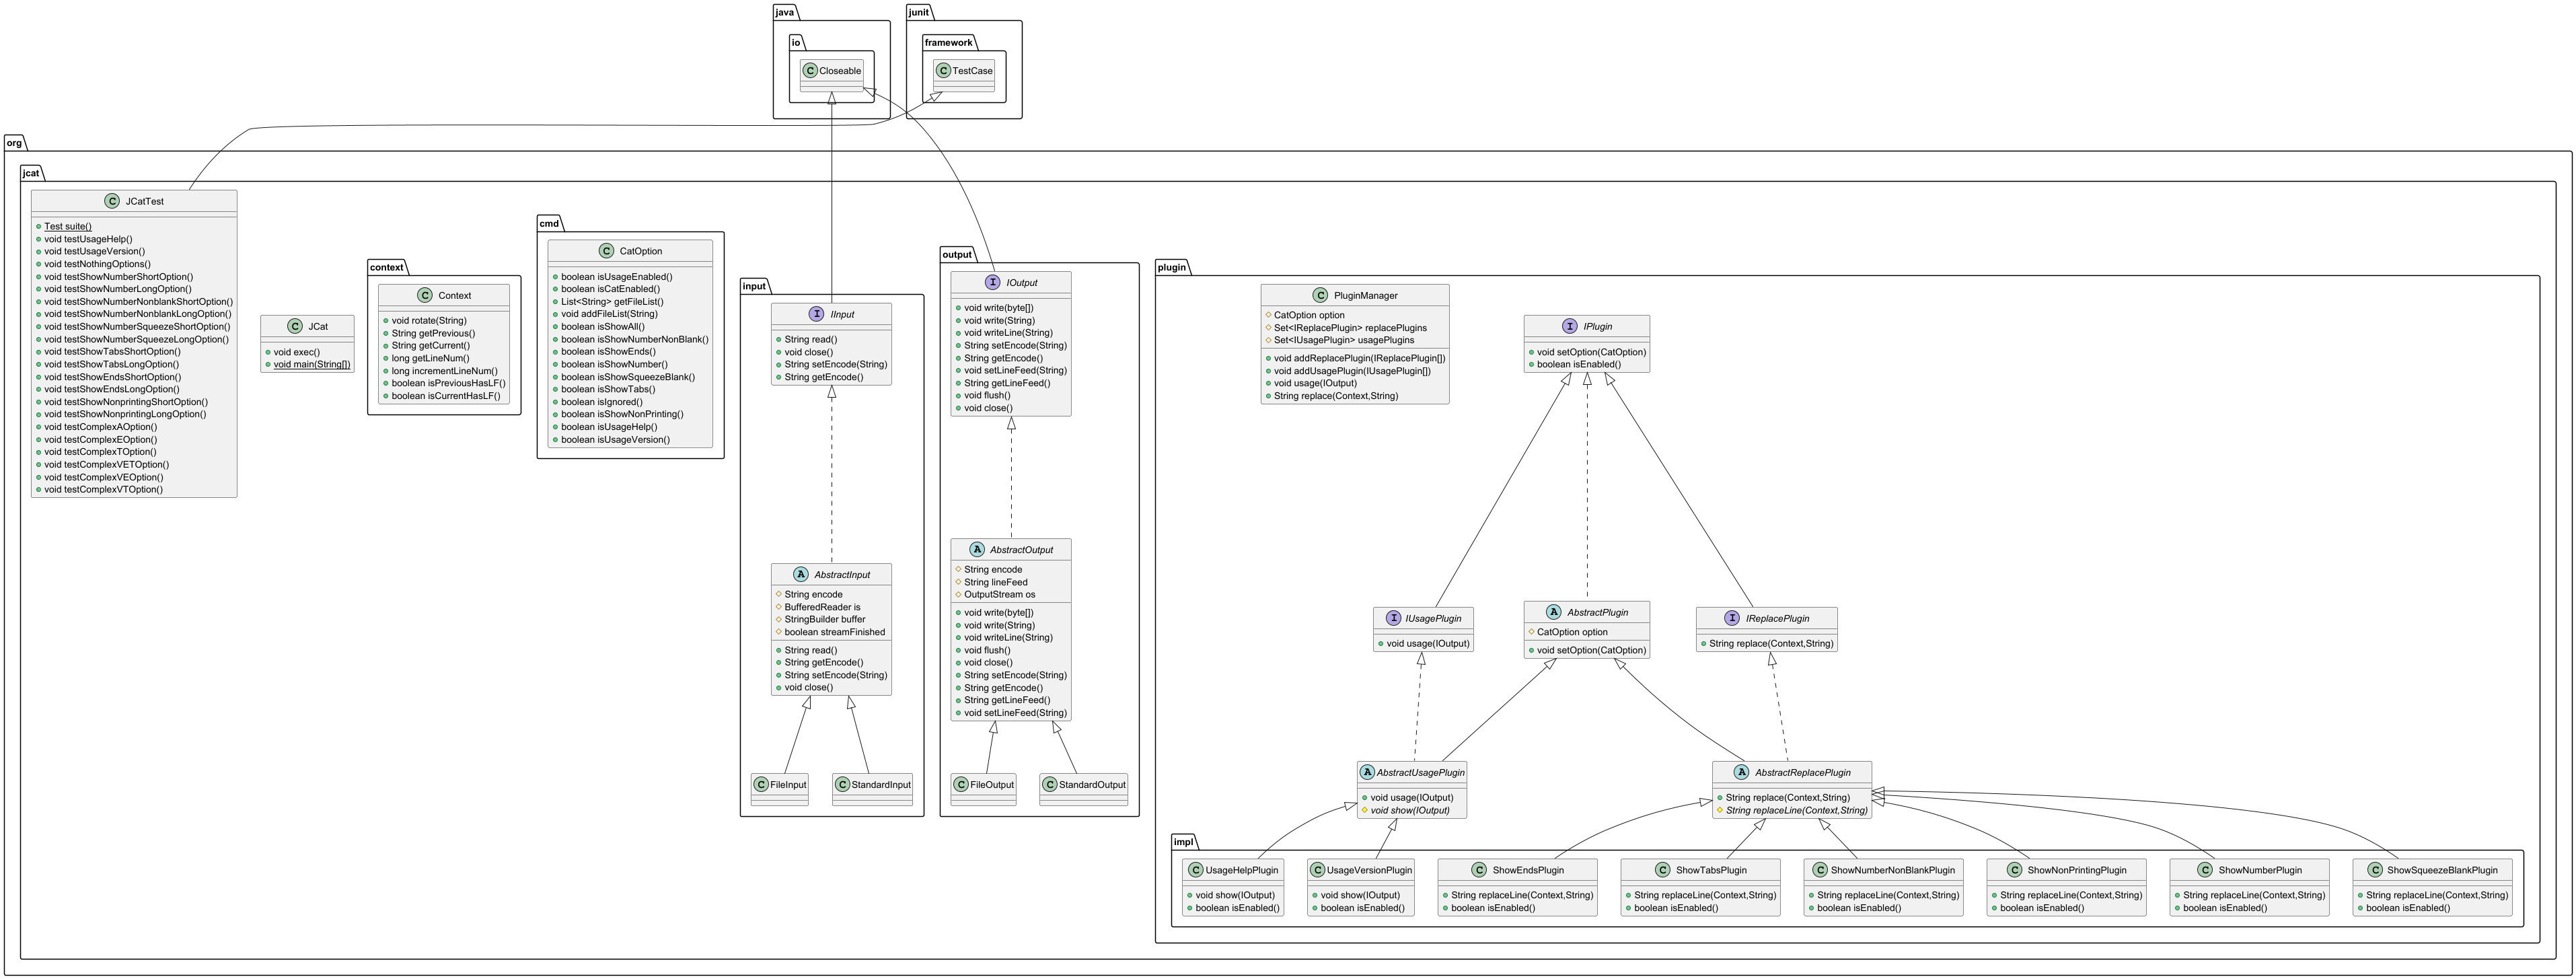 java
io
C Closeable
junit
framework
C TestCase
org
jcat
C JCatTest
Test suite()
void testUsageHelp()
void testUsageVersion()
void testNothingOptions()
void testShowNumberShortOption()
void testShowNumberLongOption()
void testShowNumberNonblankShortOption()
void testShowNumberNonblankLongOption()
void testShowNumberSqueezeShortOption()
void testShowNumberSqueezeLongOption()
void testShowTabsShortOption()
void testShowTabsLongOption()
void testShowEndsShortOption()
void testShowEndsLongOption()
void testShowNonprintingShortOption()
void testShowNonprintingLongOption()
void testComplexAOption()
void testComplexEOption()
void testComplexTOption()
void testComplexVETOption()
void testComplexVEOption()
void testComplexVTOption()
C JCat
void exec()
void main(String[])
context
C Context
void rotate(String)
String getPrevious()
String getCurrent()
long getLineNum()
long incrementLineNum()
boolean isPreviousHasLF()
boolean isCurrentHasLF()
cmd
C CatOption
boolean isUsageEnabled()
boolean isCatEnabled()
List<String> getFileList()
void addFileList(String)
boolean isShowAll()
boolean isShowNumberNonBlank()
boolean isShowEnds()
boolean isShowNumber()
boolean isShowSqueezeBlank()
boolean isShowTabs()
boolean isIgnored()
boolean isShowNonPrinting()
boolean isUsageHelp()
boolean isUsageVersion()
input
I IInput
String read()
void close()
String setEncode(String)
String getEncode()
A AbstractInput
String encode
BufferedReader is
StringBuilder buffer
boolean streamFinished
String read()
String getEncode()
String setEncode(String)
void close()
C FileInput
C StandardInput
output
I IOutput
void write(byte[])
void write(String)
void writeLine(String)
String setEncode(String)
String getEncode()
void setLineFeed(String)
String getLineFeed()
void flush()
void close()
A AbstractOutput
String encode
String lineFeed
OutputStream os
void write(byte[])
void write(String)
void writeLine(String)
void flush()
void close()
String setEncode(String)
String getEncode()
String getLineFeed()
void setLineFeed(String)
C FileOutput
C StandardOutput
plugin
C PluginManager
CatOption option
Set<IReplacePlugin> replacePlugins
Set<IUsagePlugin> usagePlugins
void addReplacePlugin(IReplacePlugin[])
void addUsagePlugin(IUsagePlugin[])
void usage(IOutput)
String replace(Context,String)
I IPlugin
void setOption(CatOption)
boolean isEnabled()
I IUsagePlugin
void usage(IOutput)
A AbstractPlugin
CatOption option
void setOption(CatOption)
I IReplacePlugin
String replace(Context,String)
A AbstractUsagePlugin
void usage(IOutput)
void show(IOutput)
A AbstractReplacePlugin
String replace(Context,String)
String replaceLine(Context,String)
impl
C UsageHelpPlugin
void show(IOutput)
boolean isEnabled()
C UsageVersionPlugin
void show(IOutput)
boolean isEnabled()
C ShowEndsPlugin
String replaceLine(Context,String)
boolean isEnabled()
C ShowTabsPlugin
String replaceLine(Context,String)
boolean isEnabled()
C ShowNumberNonBlankPlugin
String replaceLine(Context,String)
boolean isEnabled()
C ShowNonPrintingPlugin
String replaceLine(Context,String)
boolean isEnabled()
C ShowNumberPlugin
String replaceLine(Context,String)
boolean isEnabled()
C ShowSqueezeBlankPlugin
String replaceLine(Context,String)
boolean isEnabled()